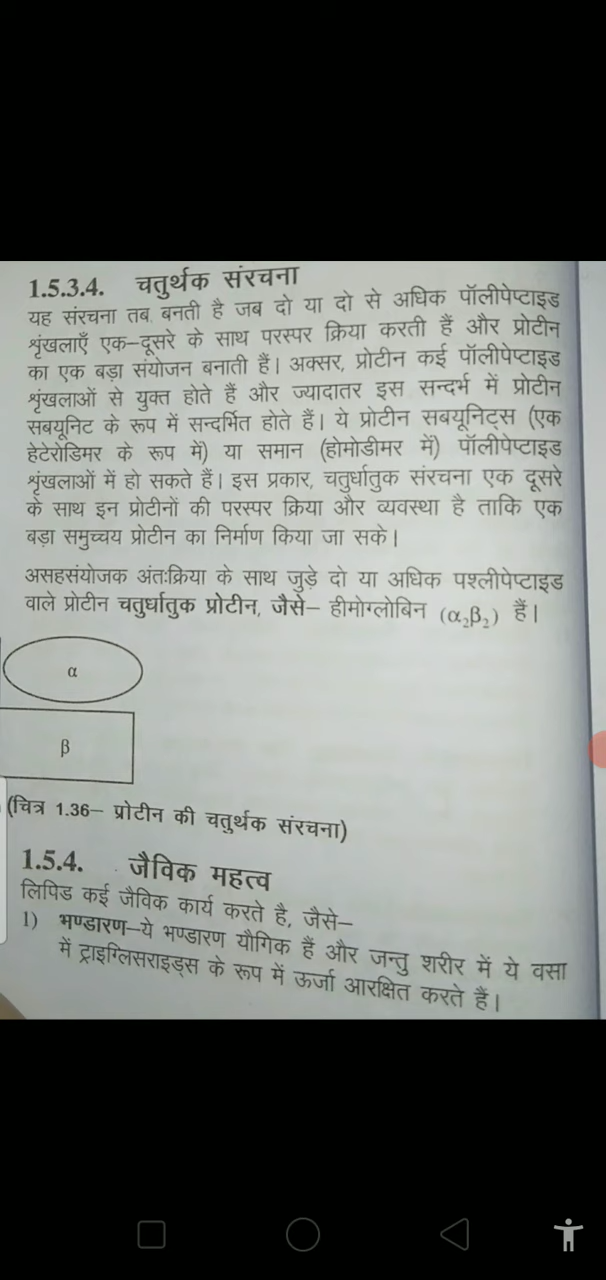 1.5.3.4. चतुर्थक संरचना
यह संरचना तब बनती है जब दो या दो से अधिक पॉलीपेप्टाइड
शृंखलाएँ एक–दूसरे के साथ परस्पर क्रिया करती हैं और प्रोटीन
का एक बड़ा संयोजन बनाती हैं। अक्सर, प्रोटीन कई पॉलीपेप्टाइड
शृंखलाओं से युक्त होते हैं और ज्यादातर इस सन्दर्भ में प्रोटीन
सबयूनिट के रूप में सन्दर्भित होते हैं। ये प्रोटीन सबयूनिट्स (एक
हेटेरोडिमर के रूप में) या समान (होमोडीमर में) पॉलीपेप्टाइड
शृंखलाओं में हो सकते हैं। इस प्रकार, चतुर्धातुक संरचना एक दूसरे
के साथ इन प्रोटीनों की परस्पर क्रिया और व्यवस्था है ताकि एक
बड़ा समुच्चय प्रोटीन का निर्माण किया जा सके।
असहसंयोजक अंतःक्रिया के साथ जुड़े दो या अधिक पश्लीपेप्टाइड
वाले प्रोटीन चतुर्धातुक प्रोटीन, जैसे– हीमोग्लोबिन (α₂β₂) हैं।
α
β
(चित्र 1.36– प्रोटीन की चतुर्थक संरचना)
1.5.4. जैविक महत्व
लिपिड कई जैविक कार्य करते है, जैसे–
1) भण्डारण–ये भण्डारण यौगिक हैं और जन्तु शरीर में ये वसा
में ट्राइग्लिसराइड्स के रूप में ऊर्जा आरक्षित करते हैं।